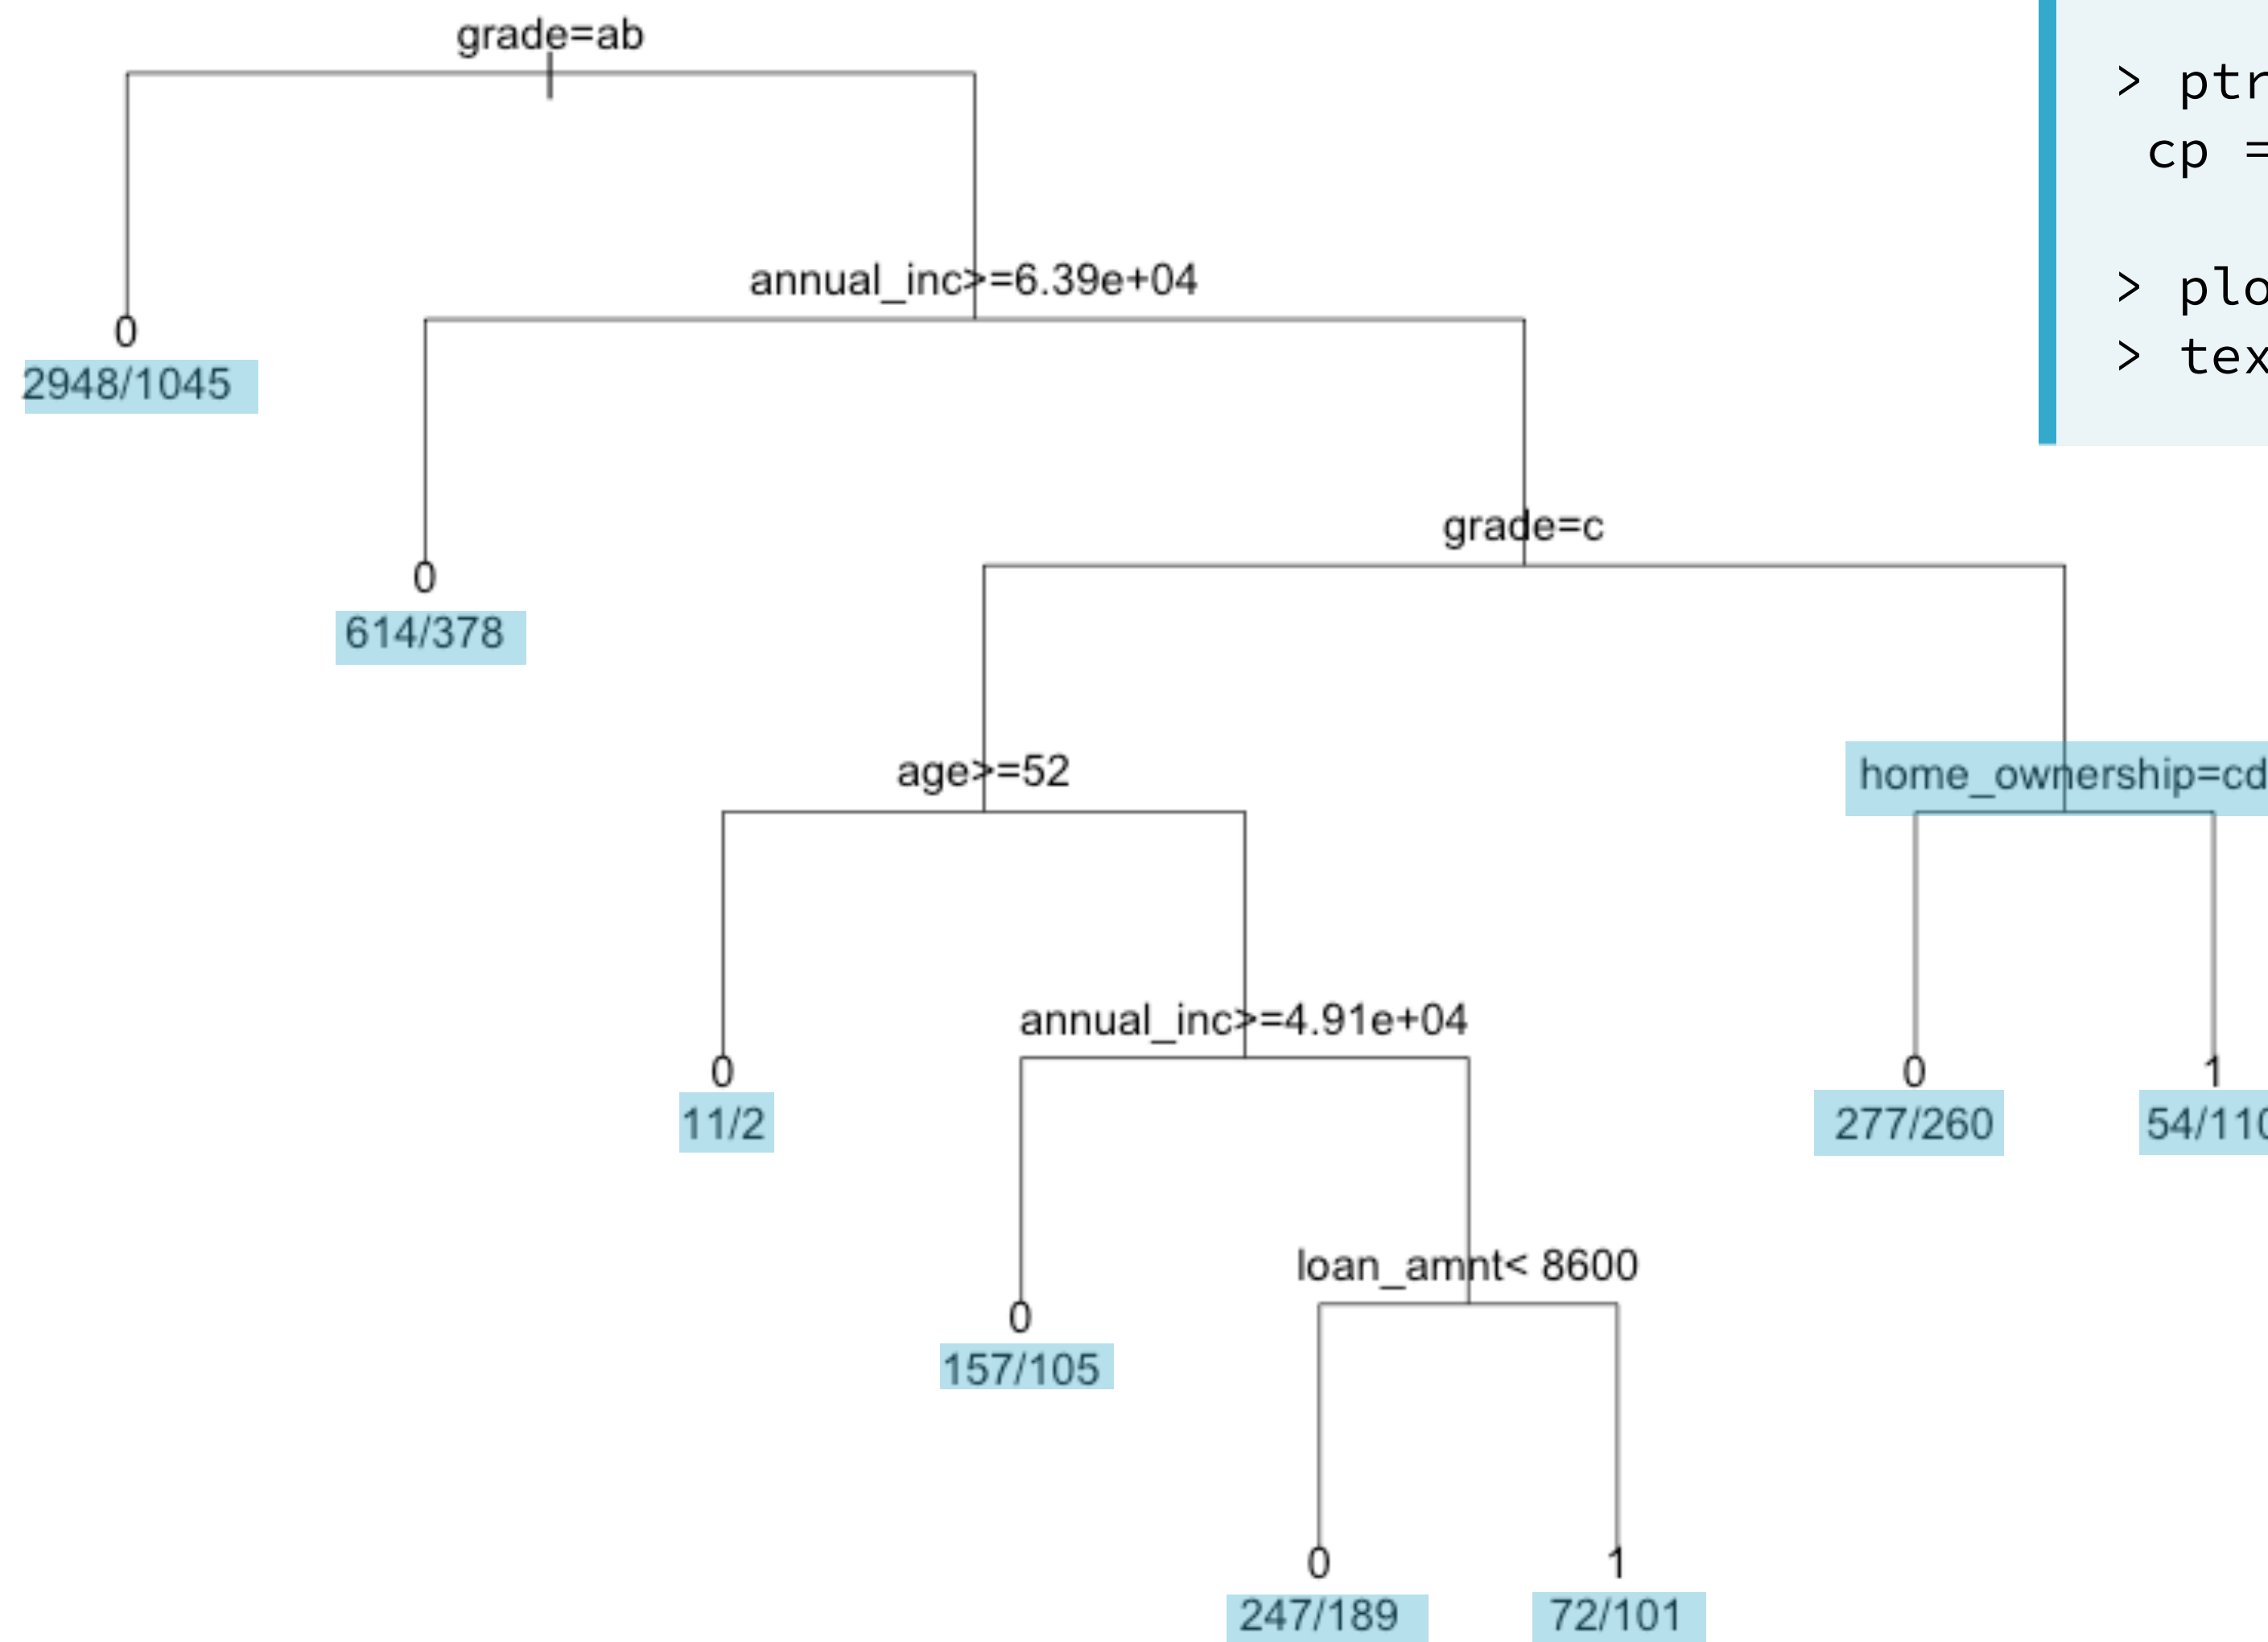 grade=ab
> ptr
cp =
> plo
> tex
annual_inc>=6.39e+04
0
2948/1045
grade=c
0
614/378
age>=52
home_ownership=cd
annual_inc>=4.91e+04
0
11/2
0
277/260
1
54/110
loan_amnt< 8600
0
157/105
0
247/189
1
72/101